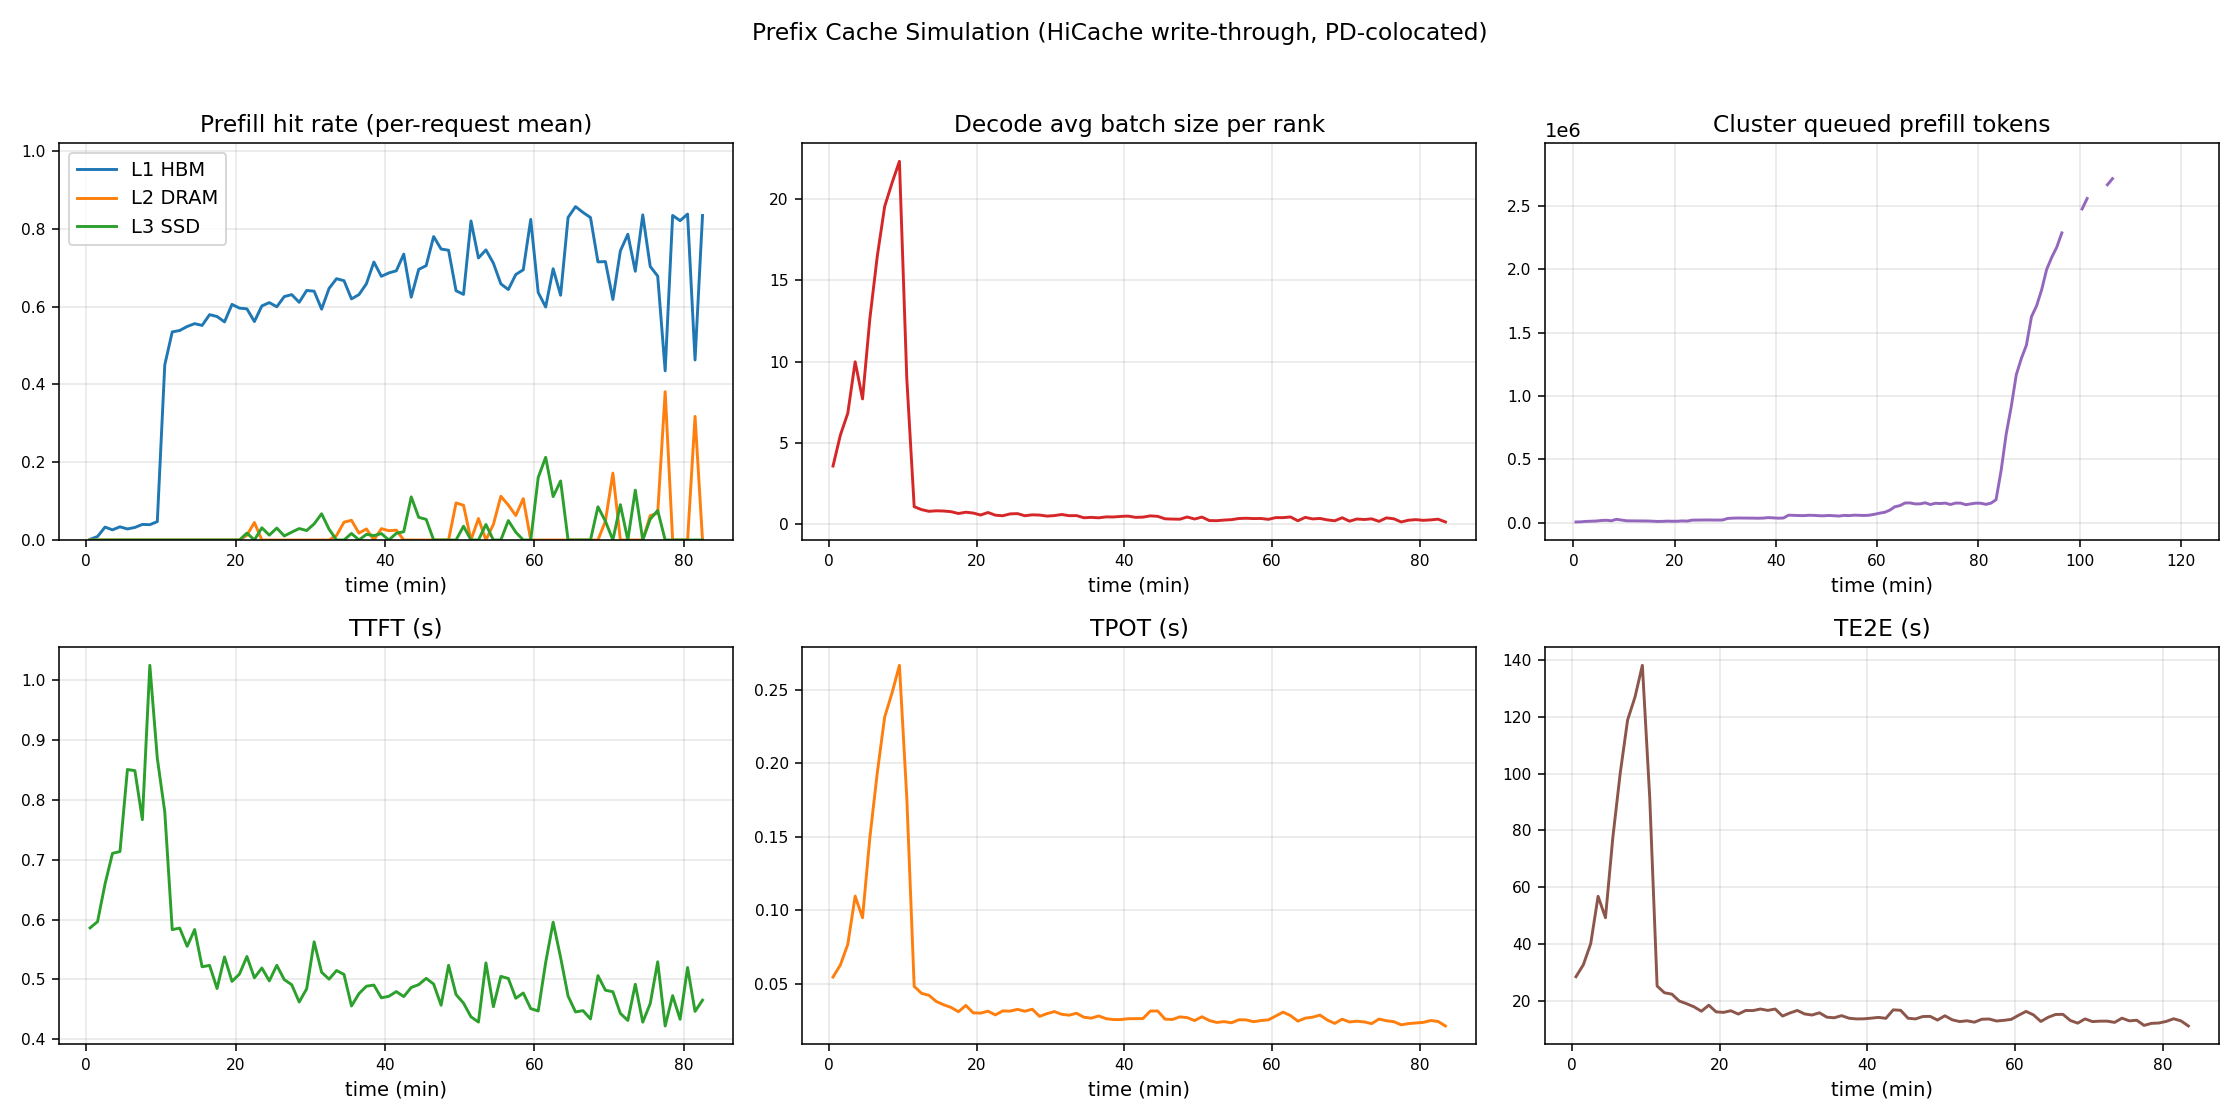 Prefix Cache Simulation (HiCache write-through, PD-colocated)
Prefill hit rate (per-request mean)
1.0
0.8
0.6
0.4
0.2
0.0
L1 HBM
L2 DRAM
L3 SSD
0 20 40 60 80
time (min)
Decode avg batch size per rank
20
15
10
5
0
0 20 40 60 80
time (min)
Cluster queued prefill tokens
1e6
2.5
2.0
1.5
1.0
0.5
0.0
0 20 40 60 80 100 120
time (min)
TTFT (s)
1.0
0.9
0.8
0.7
0.6
0.5
0.4
0 20 40 60 80
time (min)
TPOT (s)
0.25
0.20
0.15
0.10
0.05
0 20 40 60 80
time (min)
TE2E (s)
140
120
100
80
60
40
20
0 20 40 60 80
time (min)